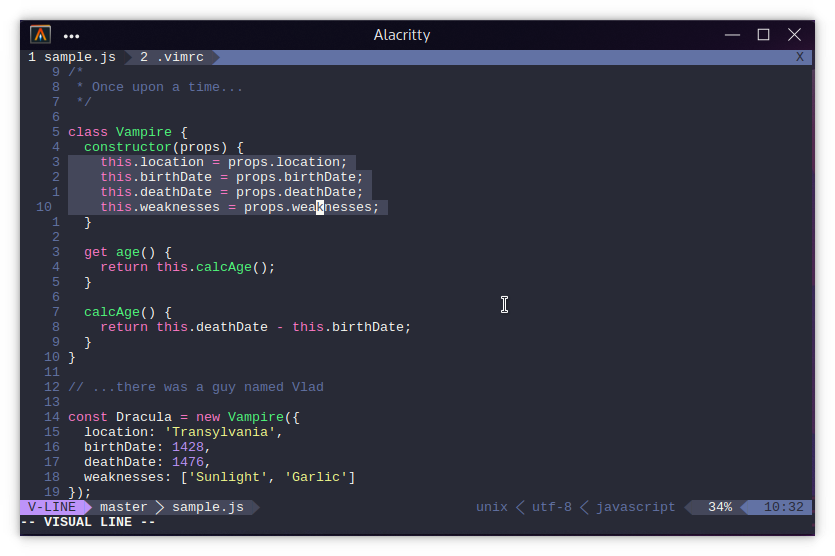 Alacritty
1 sample.js 2 .vimrc X
9 /*
8  * Once upon a time...
7  */
6
5 class Vampire {
4   constructor(props) {
3     this.location = props.location;
2     this.birthDate = props.birthDate;
1     this.deathDate = props.deathDate;
10     this.weaknesses = props.weaknesses;
1   }
2
3   get age() {
4     return this.calcAge();
5   }
6
7   calcAge() {
8     return this.deathDate - this.birthDate;
9   }
10 }
11
12 // ...there was a guy named Vlad
13
14 const Dracula = new Vampire({
15   location: 'Transylvania',
16   birthDate: 1428,
17   deathDate: 1476,
18   weaknesses: ['Sunlight', 'Garlic']
19 });
V-LINE master sample.js unix utf-8 javascript 34% 10:32
-- VISUAL LINE --